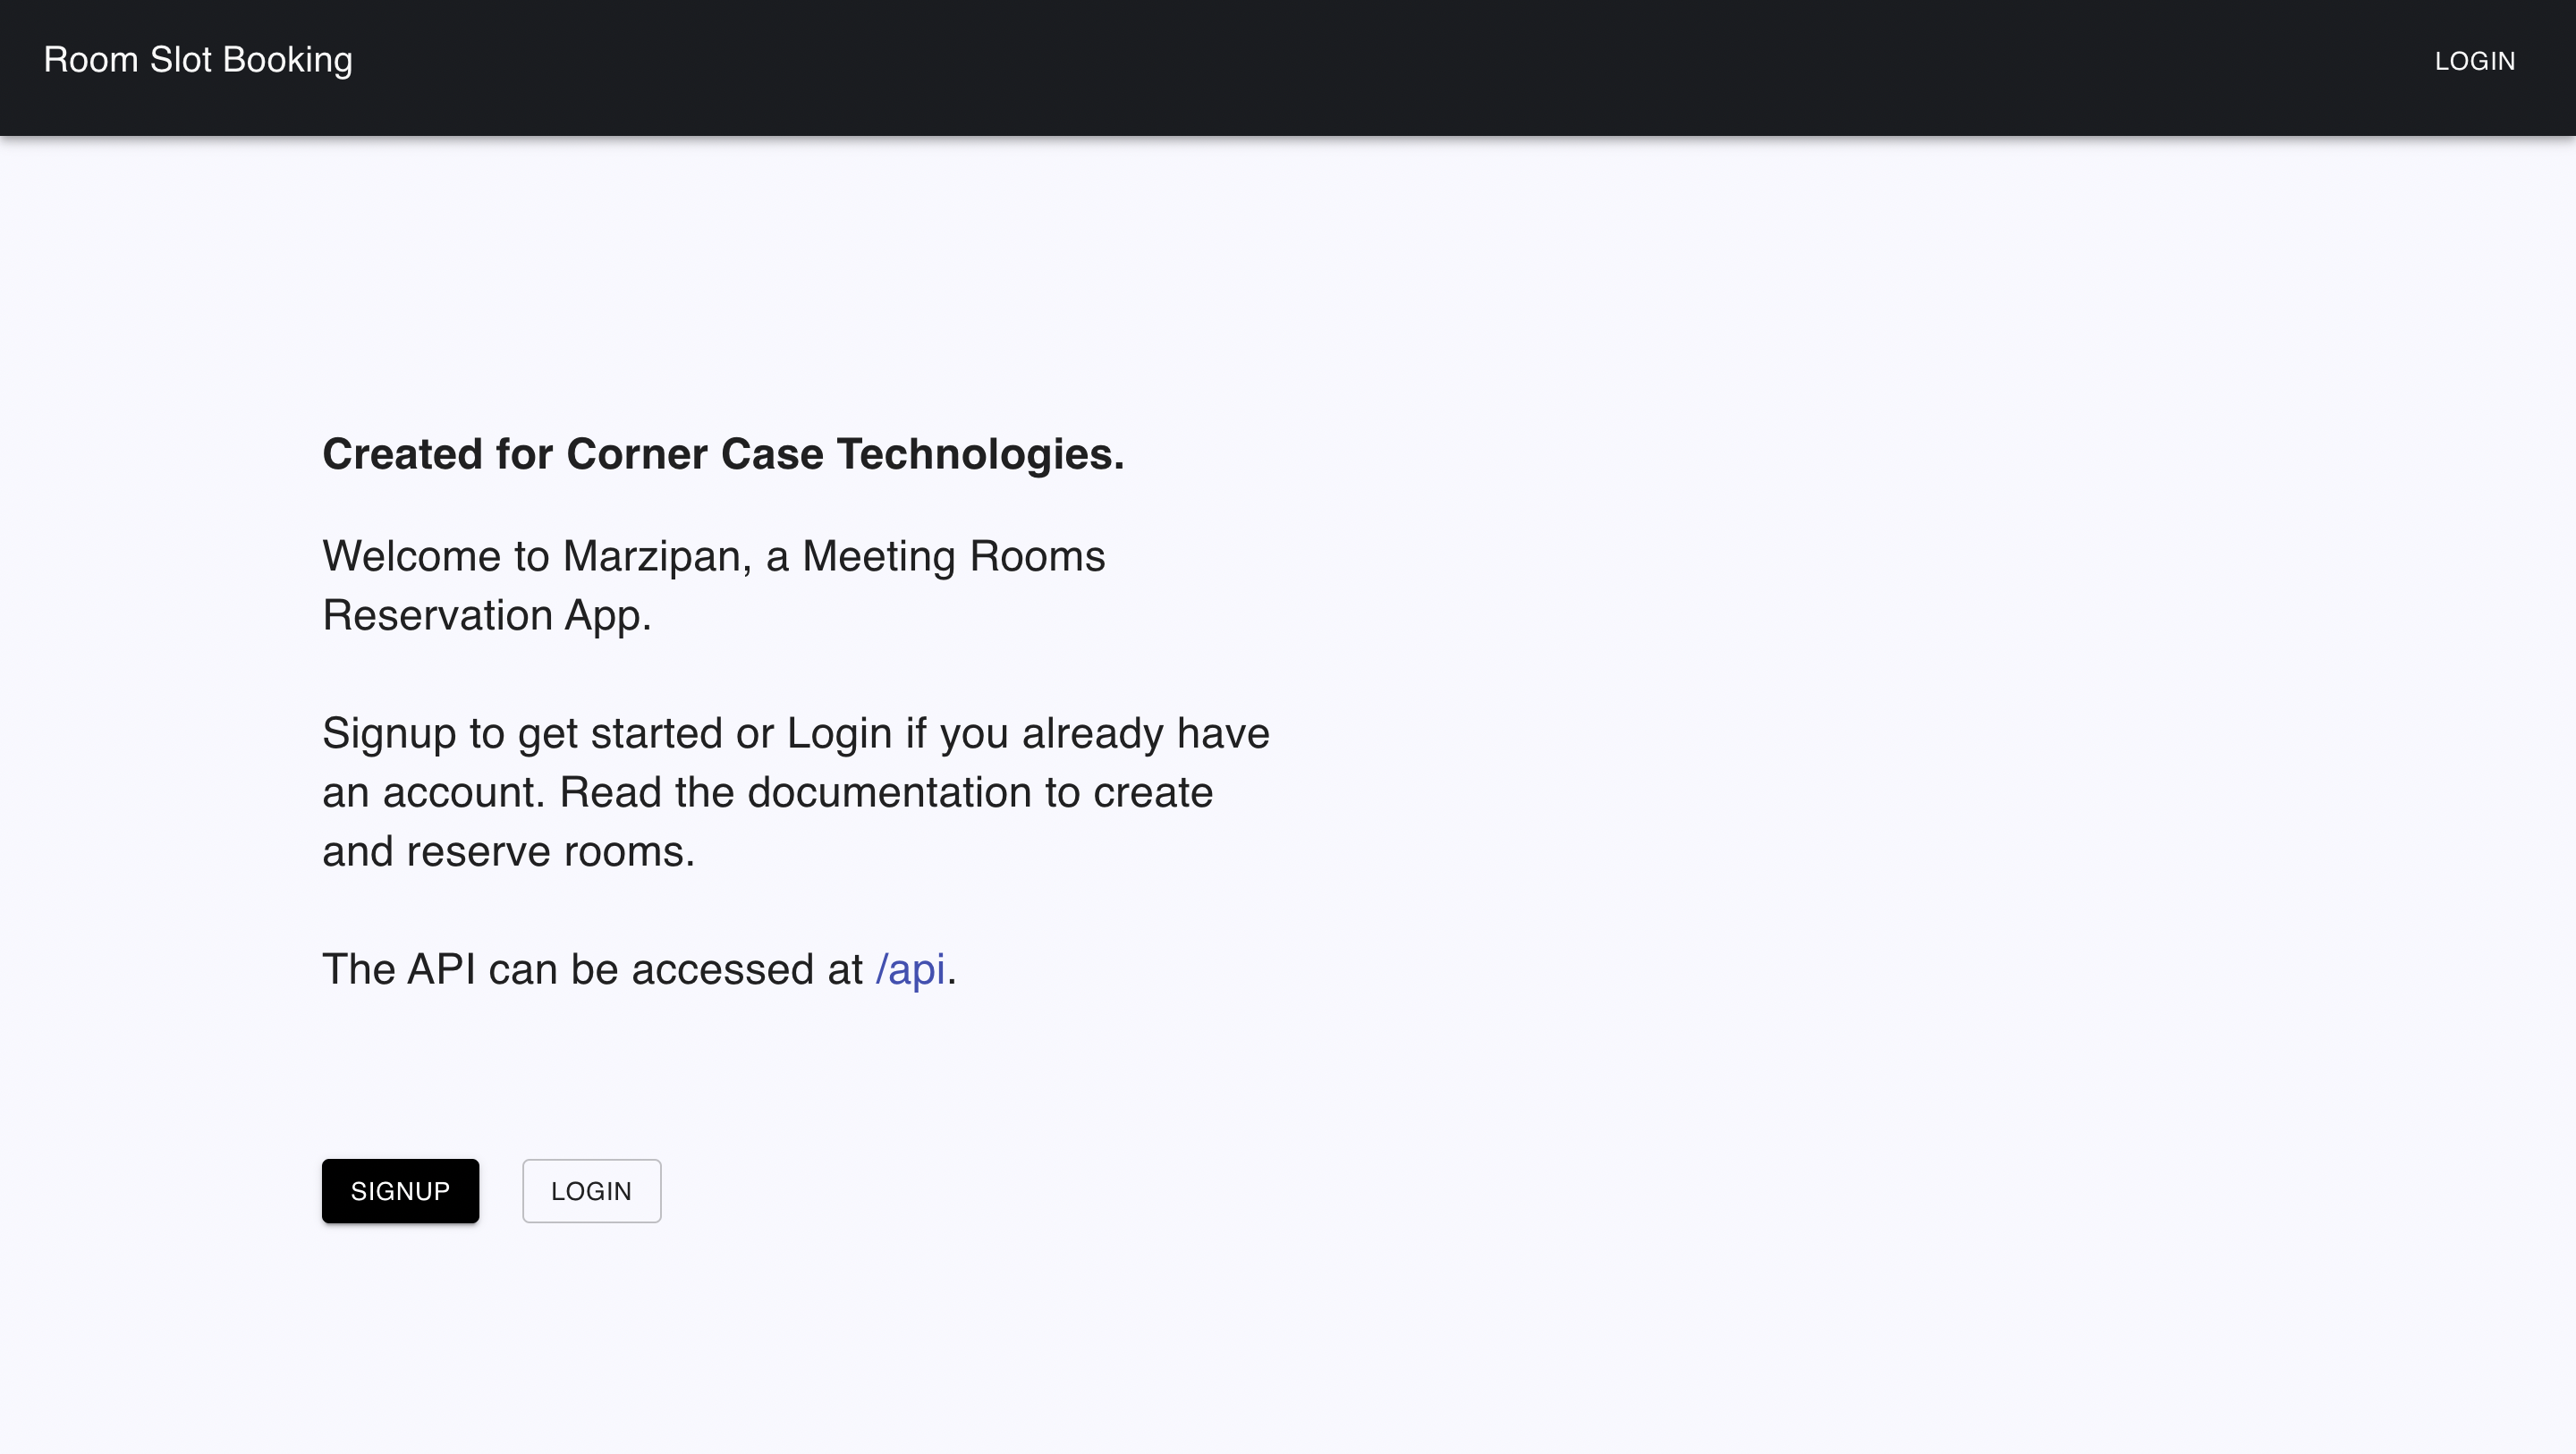 Room Slot Booking
LOGIN
Created for Corner Case Technologies.
Welcome to Marzipan, a Meeting Rooms
Reservation App.
Signup to get started or Login if you already have
an account. Read the documentation to create
and reserve rooms.
The API can be accessed at /api.
SIGNUP
LOGIN